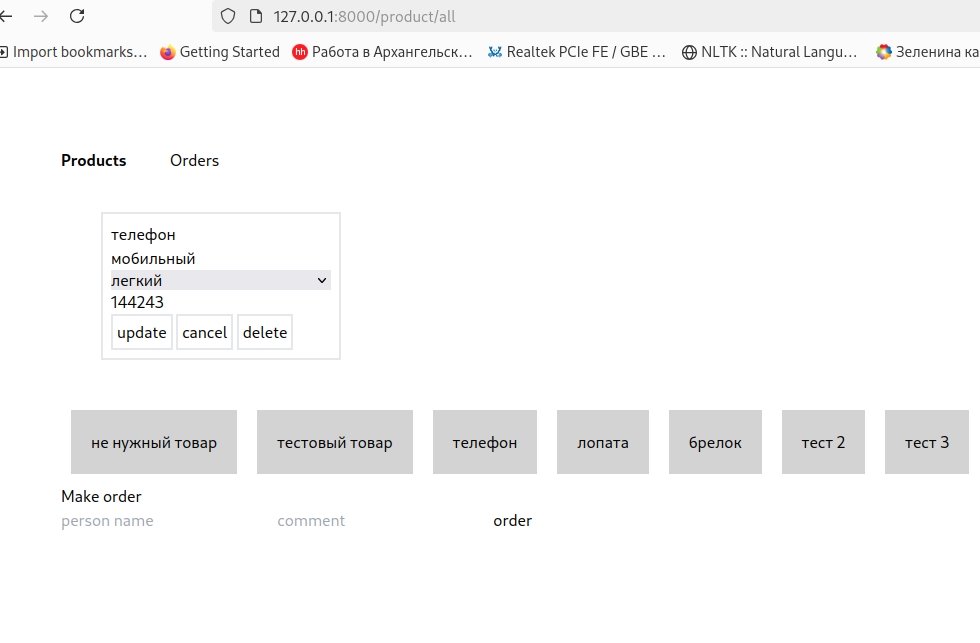 127.0.0.1:8000/product/all
Import bookmarks… Getting Started hh Работа в Архангельск… Realtek PCIe FE / GBE … NLTK :: Natural Langu… Зеленина ка
Products Orders
телефон
мобильный
легкий
144243
update cancel delete
не нужный товар тестовый товар телефон лопата брелок тест 2 тест 3
Make order
person name comment order